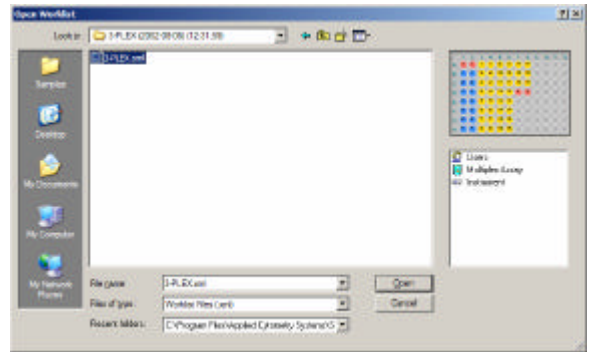 Open Worklist
Look in: 3-PLEX (2002-08-06) (12.31.38)
3-PLEX.xml
Samples
Desktop
My Documents
My Computer
My Network Places
Users
Multiplex Assay
Instrument
File name: 3-PLEX.xml
Open
Files of type: Worklist Files (.xml)
Cancel
Recent folders: C:\Program Files\Applied Cytometry Systems\S